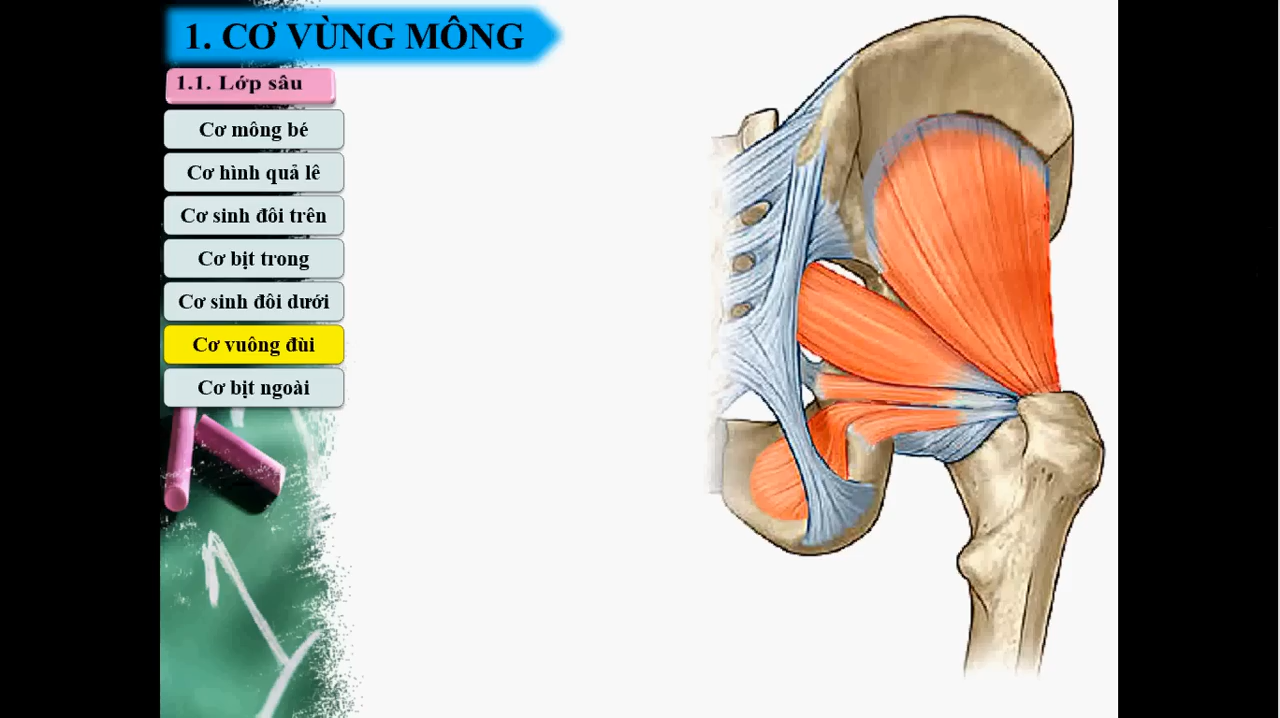 1. CƠ VÙNG MÔNG
1.1. Lớp sâu
Cơ mông bé
Cơ hình quả lê
Cơ sinh đôi trên
Cơ bịt trong
Cơ sinh đôi dưới
Cơ vuông đùi
Cơ bịt ngoài